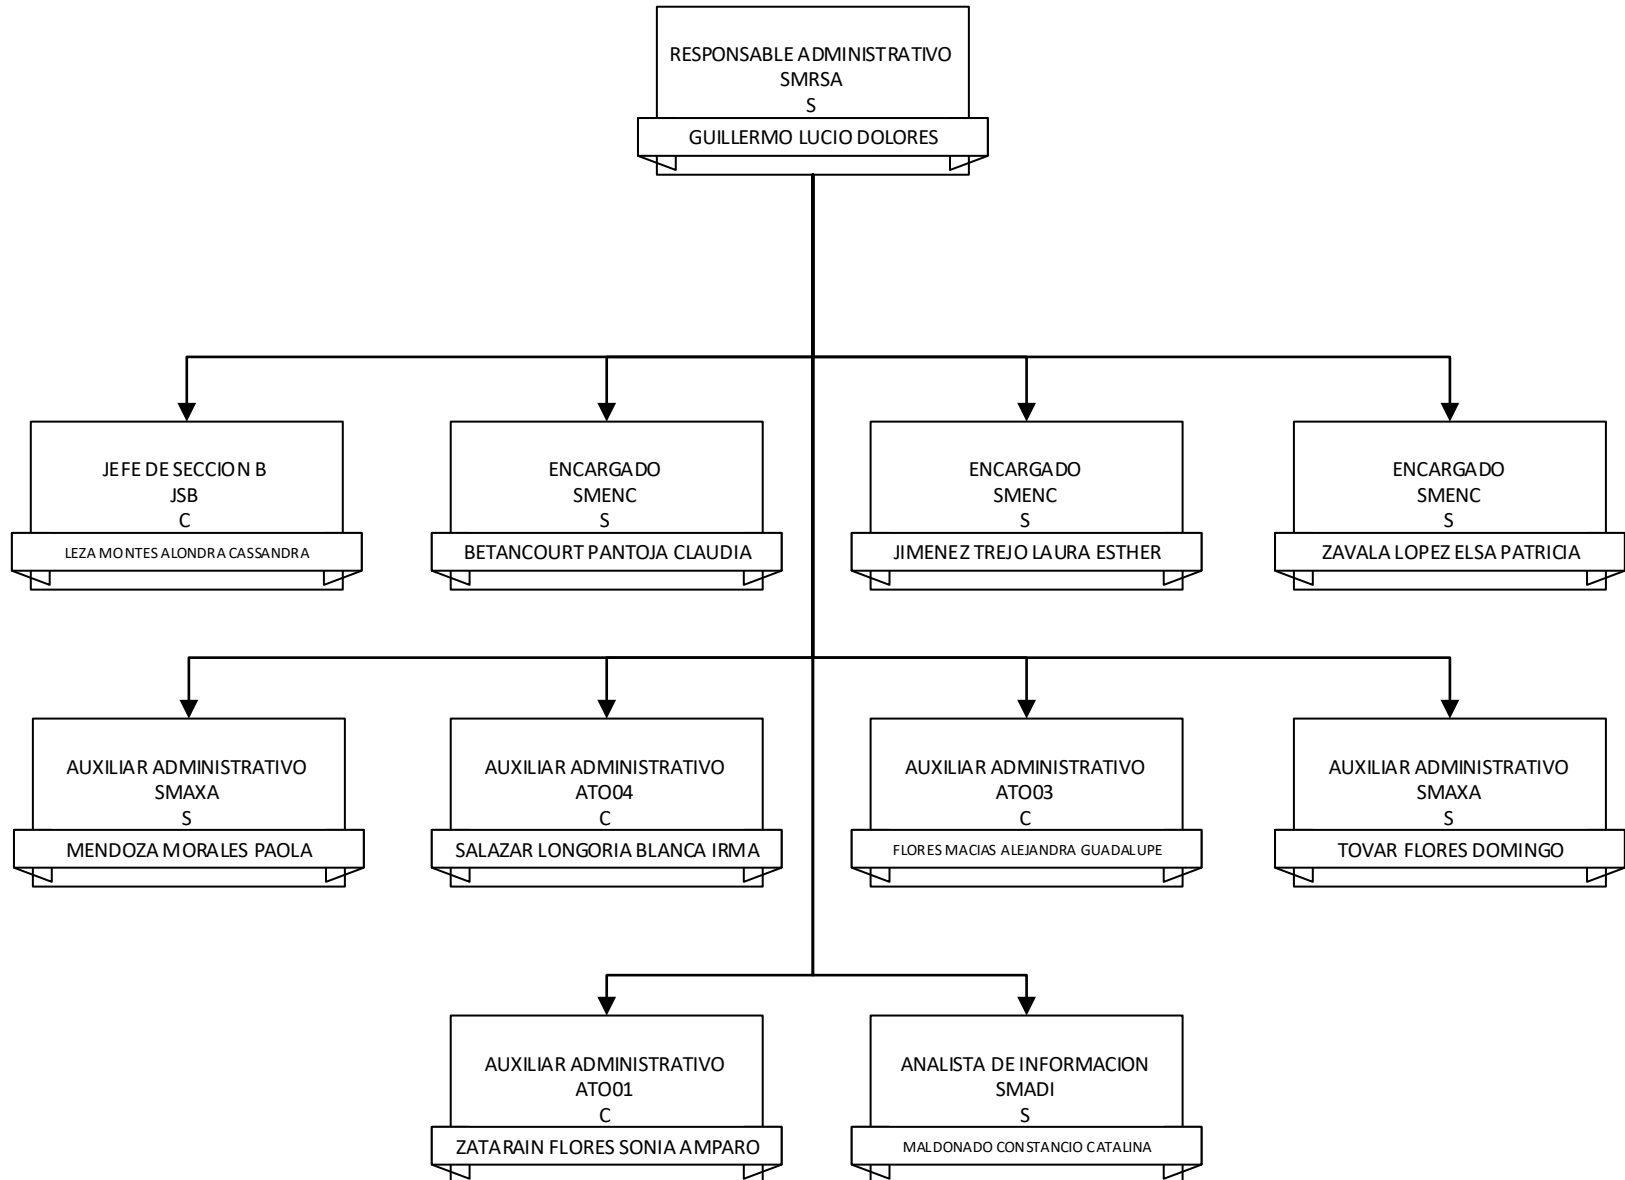 RESPONSABLE ADMINISTRATIVO
SMRSA
S
GUILLERMO LUCIO DOLORES
JEFE DE SECCION B
JSB
C
LEZA MONTES ALONDRA CASSANDRA
ENCARGADO
SMENC
S
BETANCOURT PANTOJA CLAUDIA
ENCARGADO
SMENC
S
JIMENEZ TREJO LAURA ESTHER
ENCARGADO
SMENC
S
ZAVALA LOPEZ ELSA PATRICIA
AUXILIAR ADMINISTRATIVO
SMAXA
S
MENDOZA MORALES PAOLA
AUXILIAR ADMINISTRATIVO
ATO04
C
SALAZAR LONGORIA BLANCA IRMA
AUXILIAR ADMINISTRATIVO
ATO03
C
FLORES MACIAS ALEJANDRA GUADALUPE
AUXILIAR ADMINISTRATIVO
SMAXA
S
TOVAR FLORES DOMINGO
AUXILIAR ADMINISTRATIVO
ATO01
C
ZATARAIN FLORES SONIA AMPARO
ANALISTA DE INFORMACION
SMADI
S
MALDONADO CONSTANCIO CATALINA